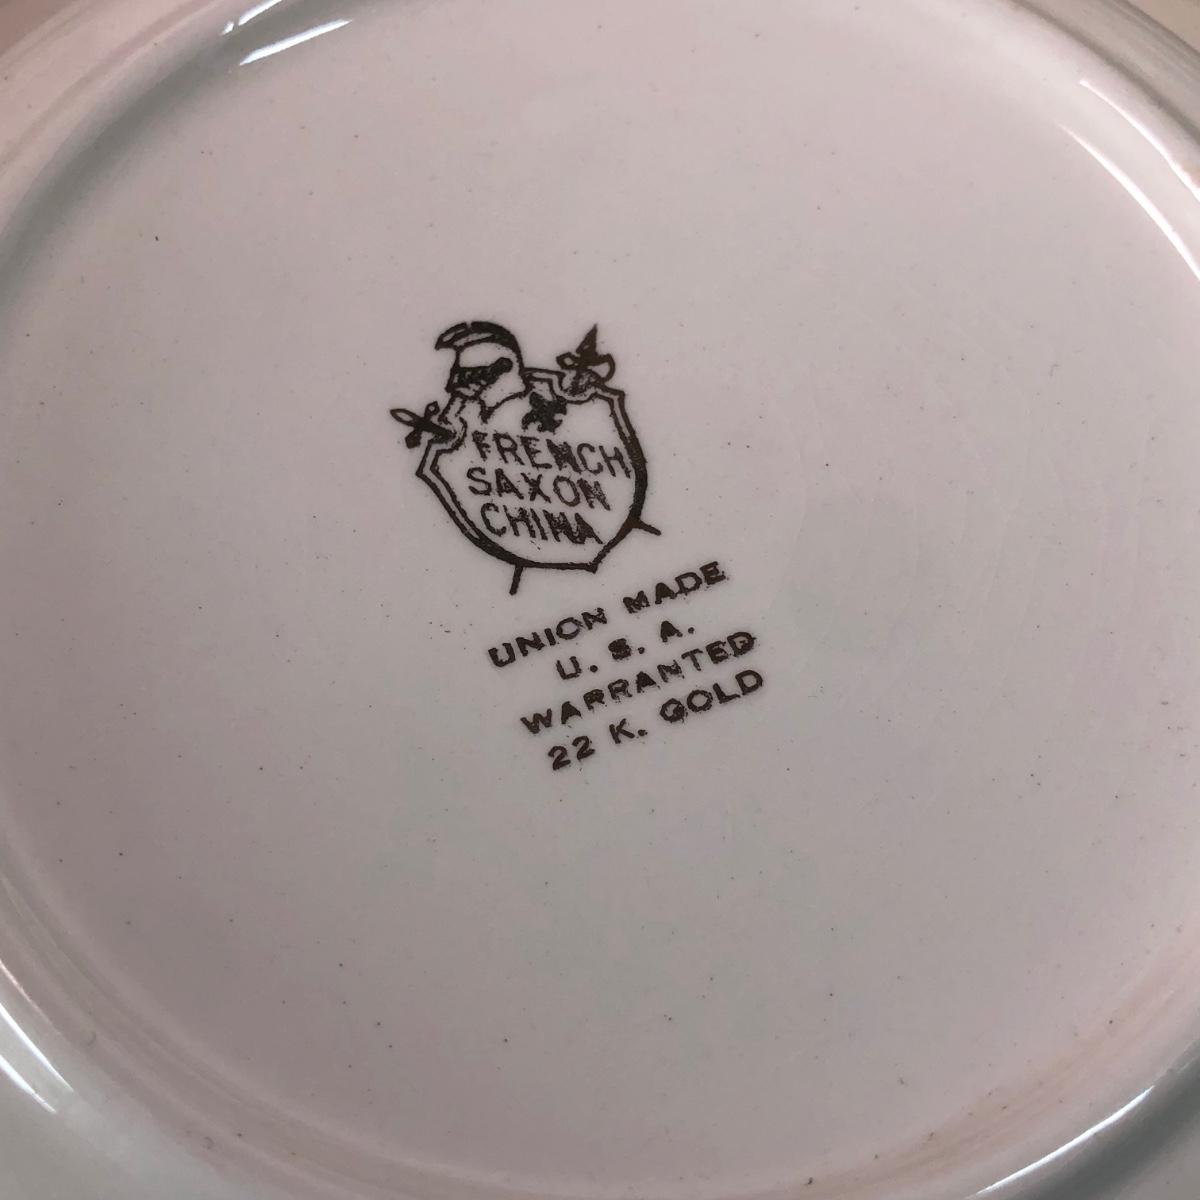 FRENCH
SAXON
CHINA
UNION MADE
U. S. A.
WARRANTED
22 K. GOLD